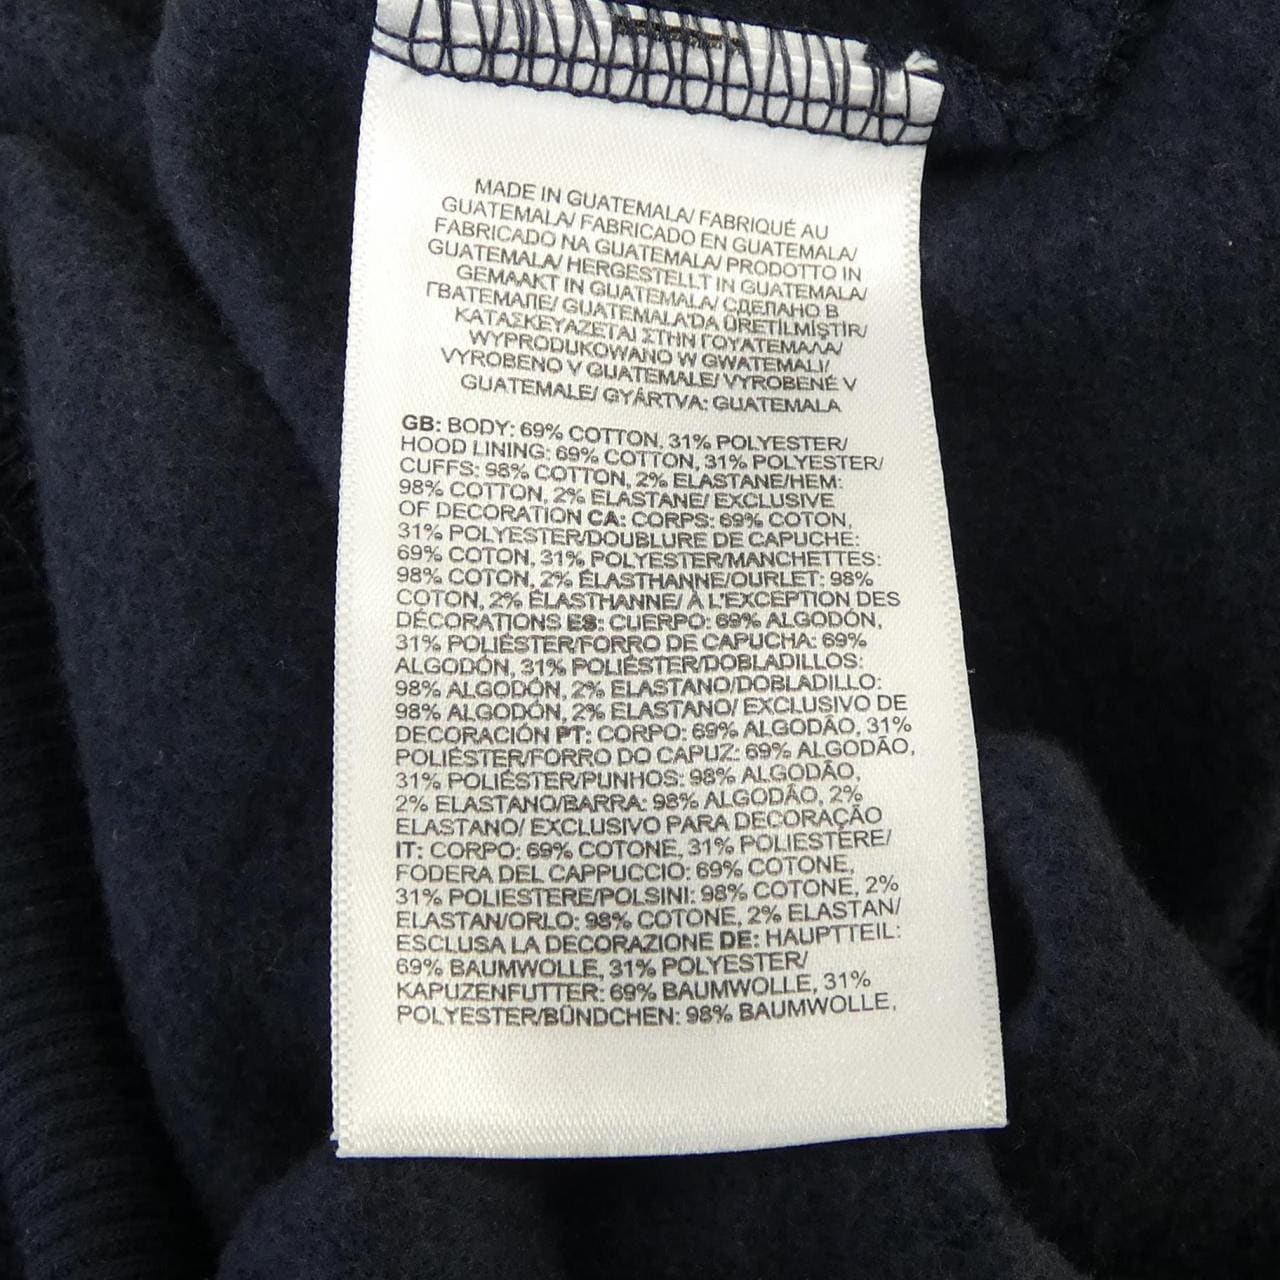 MADE IN GUATEMALA/ FABRIQUÉ AU
GUATEMALA/ FABRICADO EN GUATEMALA/
FABRICADO NA GUATEMALA/ PRODOTTO IN
GUATEMALA/ HERGESTELLT IN GUATEMALA/
GEMAAKT IN GUATEMALA/ СДЕЛАНО В
ГВАТЕМАЛЕ/ GUATEMALA'DA ÜRETİLMİŞTİR/
ΚΑΤΑΣΚΕΥΑΖΕΤΑΙ ΣΤΗΝ ΓΟΥΑΤΕΜΑΛΑ/
WYPRODUKOWANO W GWATEMALI/
VYROBENO V GUATEMALE/ VYROBENÉ V
GUATEMALE/ GYÁRTVA: GUATEMALA
GB: BODY: 69% COTTON, 31% POLYESTER/
HOOD LINING: 69% COTTON, 31% POLYESTER/
CUFFS: 98% COTTON, 2% ELASTANE/HEM:
98% COTTON, 2% ELASTANE/ EXCLUSIVE
OF DECORATION CA: CORPS: 69% COTON,
31% POLYESTER/DOUBLURE DE CAPUCHE:
69% COTON, 31% POLYESTER/MANCHETTES:
98% COTON, 2% ÉLASTHANNE/OURLET: 98%
COTON, 2% ÉLASTHANNE/ À L'EXCEPTION DES
DÉCORATIONS ES: CUERPO: 69% ALGODÓN,
31% POLIÉSTER/FORRO DE CAPUCHA: 69%
ALGODÓN, 31% POLIÉSTER/DOBLADILLOS:
98% ALGODÓN, 2% ELASTANO/DOBLADILLO:
98% ALGODÓN, 2% ELASTANO/ EXCLUSIVO DE
DECORACIÓN PT: CORPO: 69% ALGODÃO, 31%
POLIÉSTER/FORRO DO CAPUZ: 69% ALGODÃO,
31% POLIÉSTER/PUNHOS: 98% ALGODÃO,
2% ELASTANO/BARRA: 98% ALGODÃO, 2%
ELASTANO/ EXCLUSIVO PARA DECORAÇÃO
IT: CORPO: 69% COTONE, 31% POLIESTERE/
FODERA DEL CAPPUCCIO: 69% COTONE,
31% POLIESTERE/POLSINI: 98% COTONE, 2%
ELASTAN/ORLO: 98% COTONE, 2% ELASTAN/
ESCLUSA LA DECORAZIONE DE: HAUPTTEIL:
69% BAUMWOLLE, 31% POLYESTER/
KAPUZENFUTTER: 69% BAUMWOLLE, 31%
POLYESTER/BÜNDCHEN: 98% BAUMWOLLE,